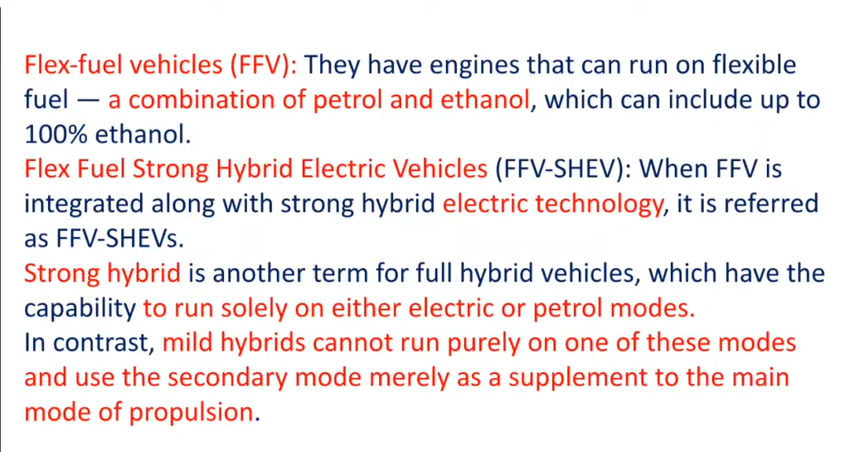 Flex-fuel vehicles (FFV): They have engines that can run on flexible
fuel — a combination of petrol and ethanol, which can include up to
100% ethanol.
Flex Fuel Strong Hybrid Electric Vehicles (FFV-SHEV): When FFV is
integrated along with strong hybrid electric technology, it is referred
as FFV-SHEVs.
Strong hybrid is another term for full hybrid vehicles, which have the
capability to run solely on either electric or petrol modes.
In contrast, mild hybrids cannot run purely on one of these modes
and use the secondary mode merely as a supplement to the main
mode of propulsion.